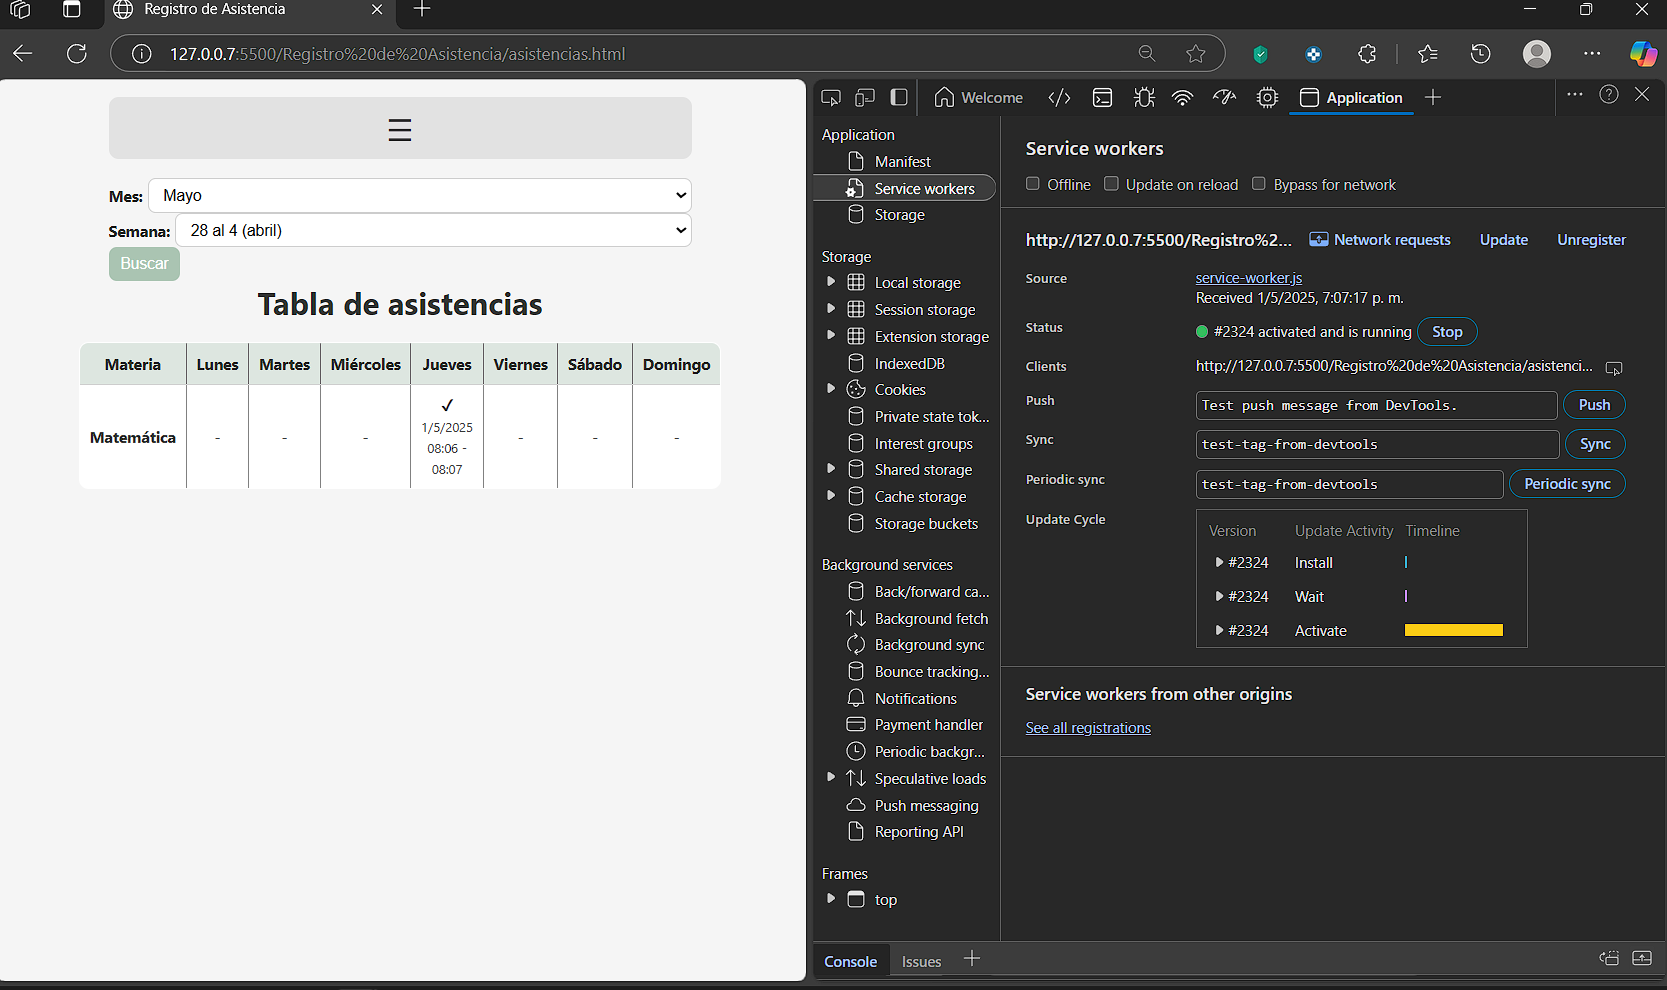 Registro de Asistencia
127.0.0.7:5500/Registro%20de%20Asistencia/asistencias.html
Mes:
Mayo
Semana:
28 al 4 (abril)
Buscar
Tabla de asistencias
Materia
Lunes
Martes
Miércoles
Jueves
Viernes
Sábado
Domingo
Matemática
-
-
-
✓
1/5/2025
08:06 -
08:07
-
-
-
Welcome
Application
Application
Manifest
Service workers
Storage
Storage
Local storage
Session storage
Extension storage
IndexedDB
Cookies
Private state tok...
Interest groups
Shared storage
Cache storage
Storage buckets
Background services
Back/forward ca...
Background fetch
Background sync
Bounce tracking...
Notifications
Payment handler
Periodic backgr...
Speculative loads
Push messaging
Reporting API
Frames
top
Service workers
Offline
Update on reload
Bypass for network
http://127.0.0.7:5500/Registro%2...
Network requests
Update
Unregister
Source
service-worker.js
Received 1/5/2025, 7:07:17 p. m.
Status
#2324 activated and is running
Stop
Clients
http://127.0.0.7:5500/Registro%20de%20Asistencia/asistenci...
Push
Test push message from DevTools.
Push
Sync
test-tag-from-devtools
Sync
Periodic sync
test-tag-from-devtools
Periodic sync
Update Cycle
Version
Update Activity
Timeline
#2324
Install
#2324
Wait
#2324
Activate
Service workers from other origins
See all registrations
Console
Issues